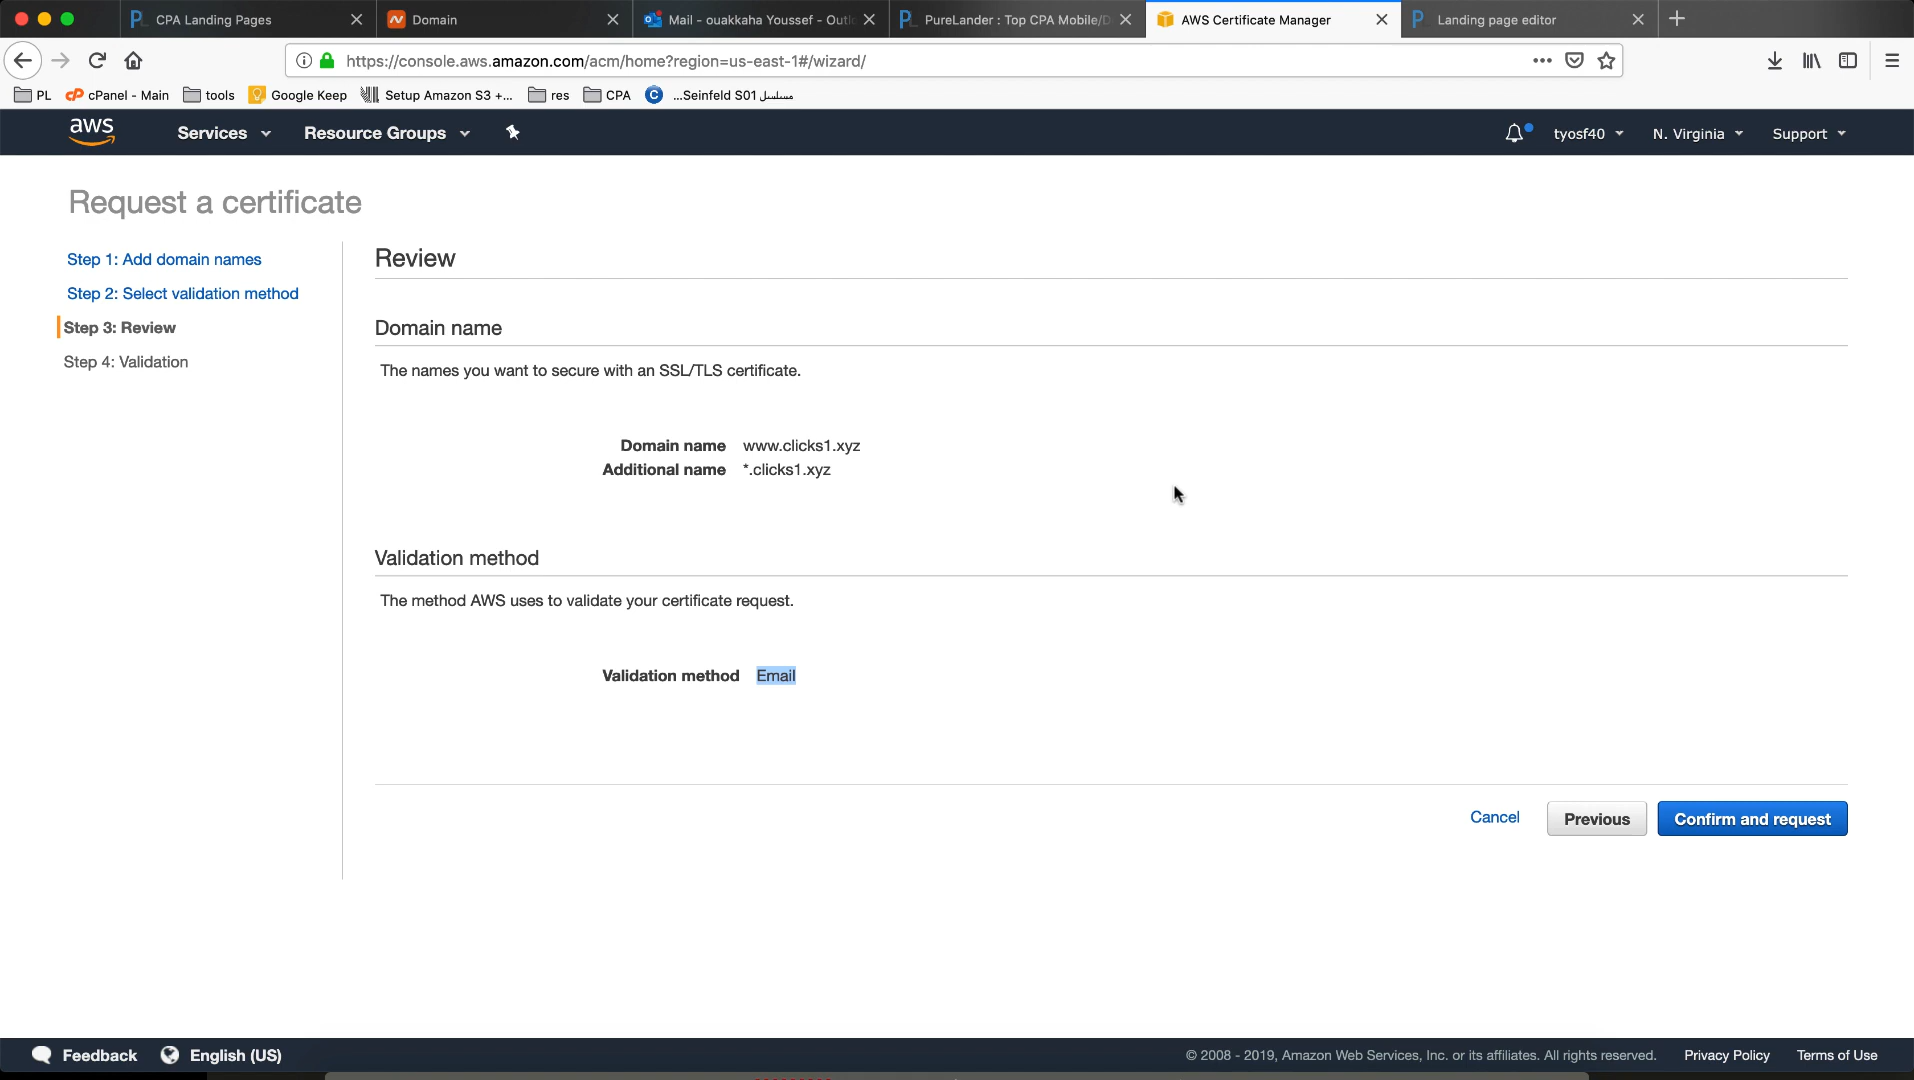 CPA Landing Pages
Domain
Mail - ouakkaha Youssef - Outl
PureLander : Top CPA Mobile/D
AWS Certificate Manager
Landing page editor
https://console.aws.amazon.com/acm/home?region=us-east-1#/wizard/
PL
cPanel - Main
tools
Google Keep
Setup Amazon S3 +...
res
CPA
...Seinfeld S01 مسلسل
aws
Services
Resource Groups
tyosf40
N. Virginia
Support
Request a certificate
Step 1: Add domain names
Step 2: Select validation method
Step 3: Review
Step 4: Validation
Review
Domain name
The names you want to secure with an SSL/TLS certificate.
Domain name www.clicks1.xyz
Additional name *.clicks1.xyz
Validation method
The method AWS uses to validate your certificate request.
Validation method Email
Cancel
Previous
Confirm and request
Feedback
English (US)
© 2008 - 2019, Amazon Web Services, Inc. or its affiliates. All rights reserved.
Privacy Policy
Terms of Use